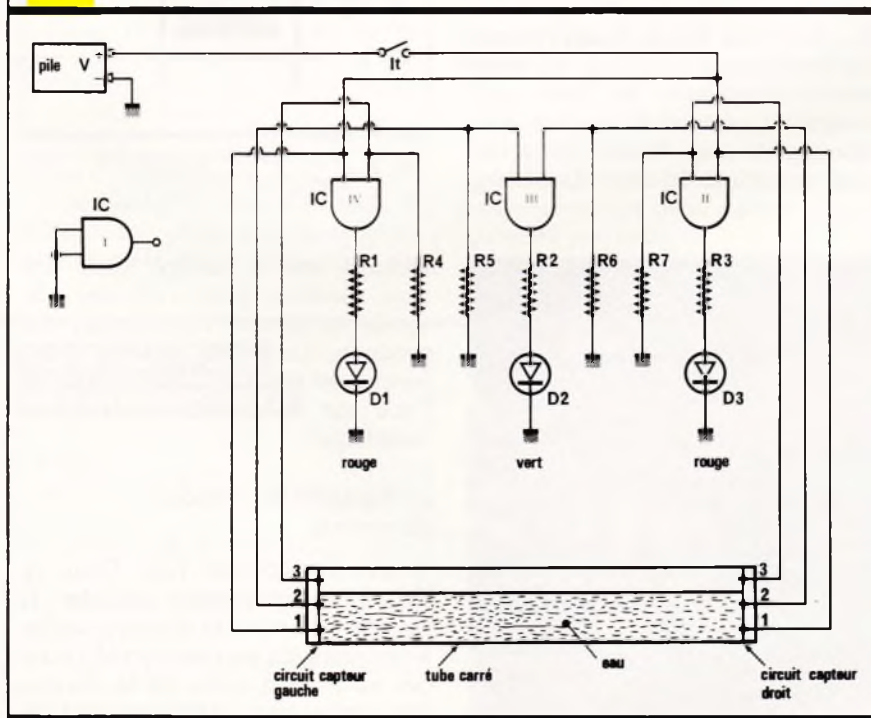 It
pile V + −
IC I
IC IV
IC III
IC II
R1 R4 R5 R2 R6 R7 R3
D1 D2 D3
rouge vert rouge
3 3
2 2
1 1
circuit capteur
gauche
tube carré
eau
circuit capteur
droit